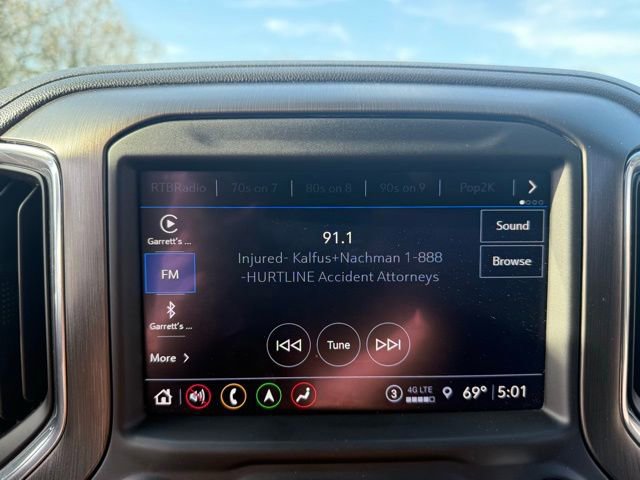 RTBRadio | 70s on 7 | 80s on 8 | 90s on 9 | Pop2K |
Garrett's ...
FM
Garrett's ...
More
91.1
Injured- Kalfus+Nachman 1-888
-HURTLINE Accident Attorneys
Tune
Sound
Browse
3 4G LTE 69° 5:01